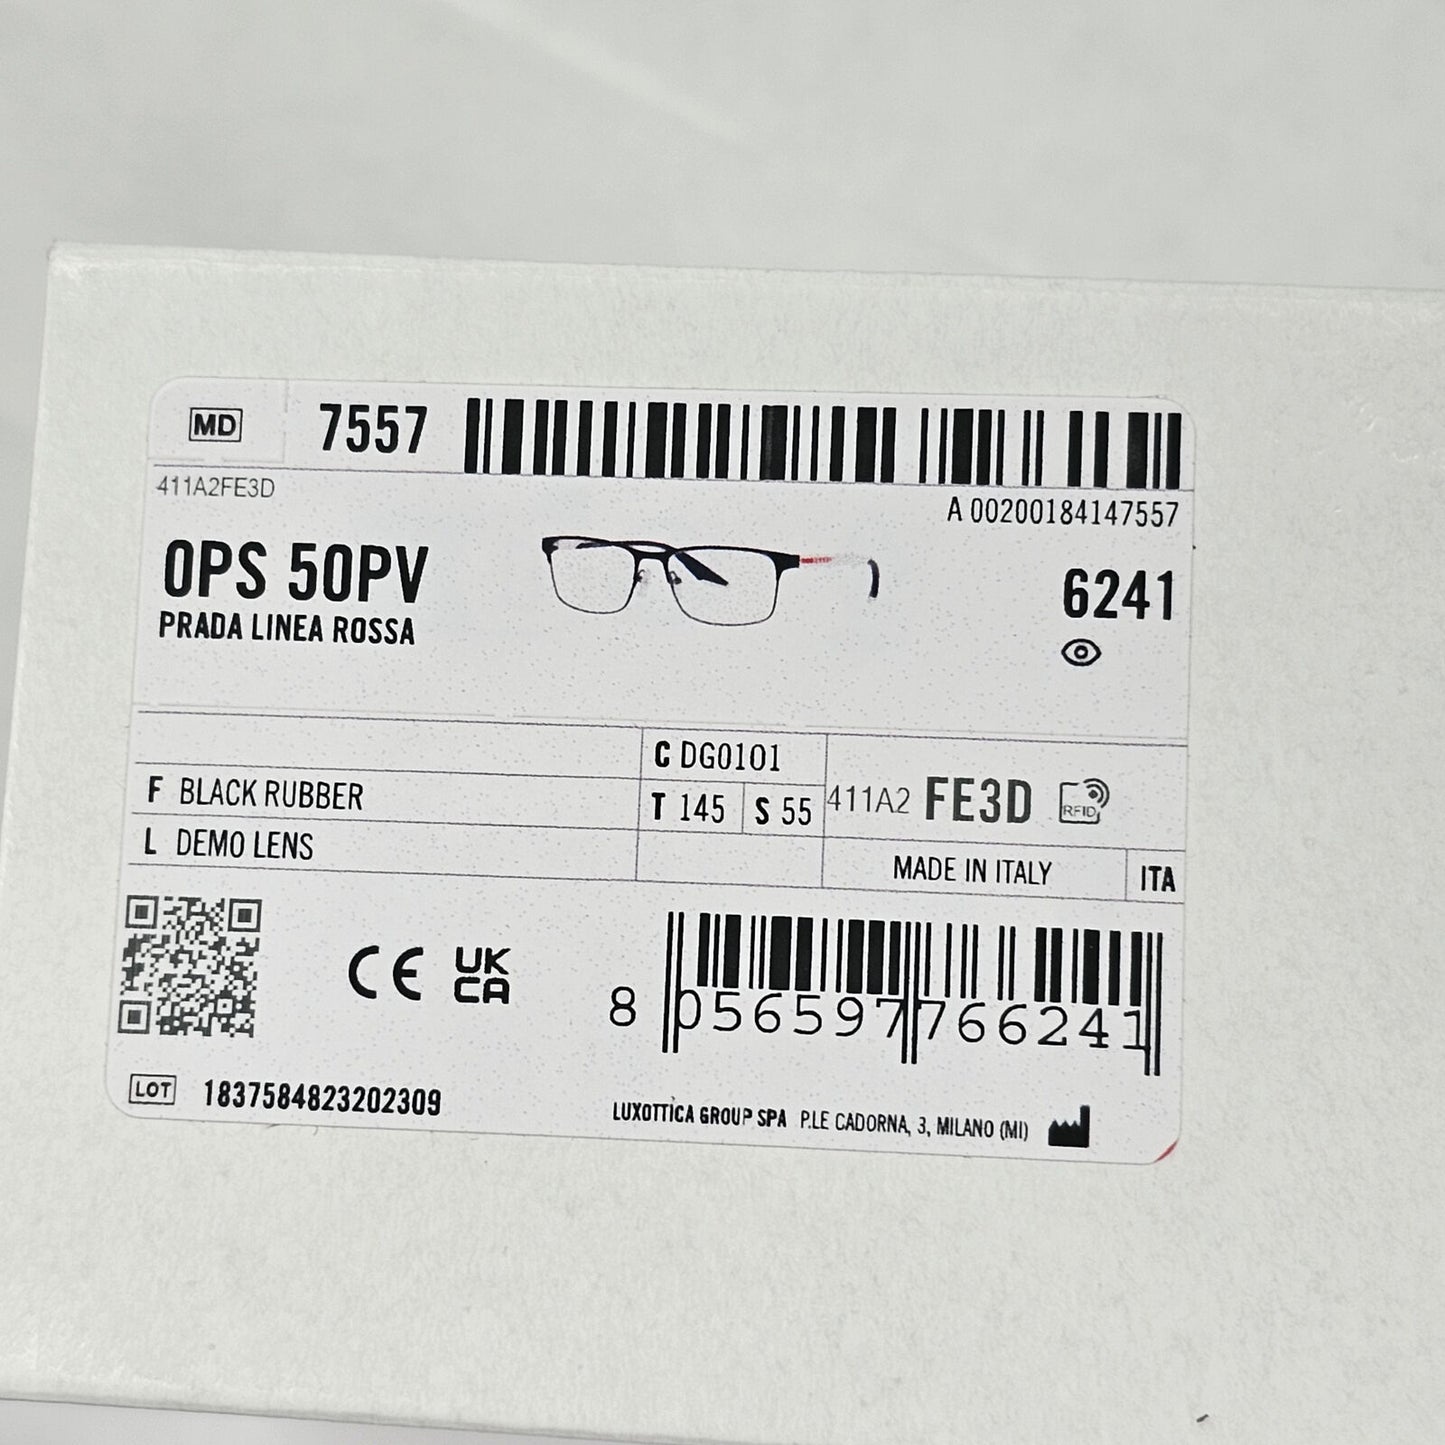 MD 7557
411A2FE3D
A 00200184147557
0PS 50PV
PRADA LINEA ROSSA
6241
C DG0101
F BLACK RUBBER
T 145 S 55
411A2 FE3D RFID
L DEMO LENS
MADE IN ITALY ITA
CE UK CA
8 056597 766241
LOT 1837584823202309
LUXOTTICA GROUP SPA P.LE CADORNA, 3, MILANO (MI)